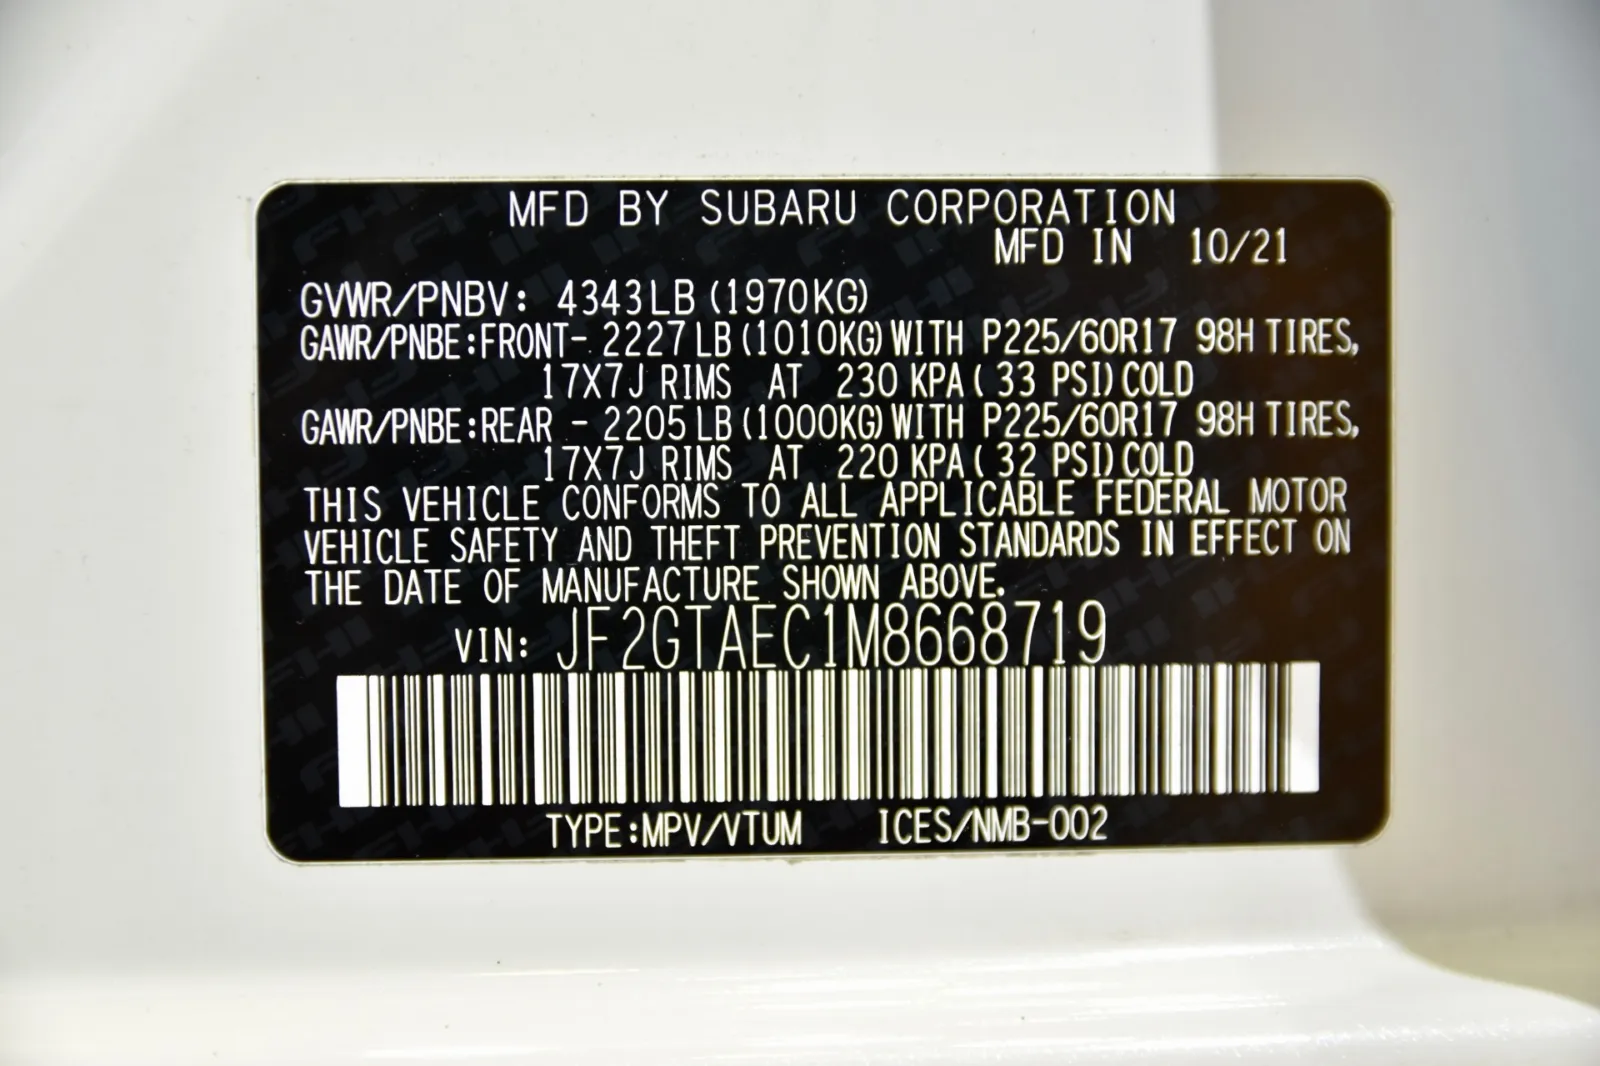 MFD BY SUBARU CORPORATION
MFD IN 10/21
GVWR/PNBV: 4343LB (1970KG)
GAWR/PNBE:FRONT- 2227LB (1010KG) WITH P225/60R17 98H TIRES,
17X7J RIMS AT 230 KPA ( 33 PSI) COLD
GAWR/PNBE:REAR - 2205LB (1000KG) WITH P225/60R17 98H TIRES,
17X7J RIMS AT 220 KPA ( 32 PSI) COLD
THIS VEHICLE CONFORMS TO ALL APPLICABLE FEDERAL MOTOR
VEHICLE SAFETY AND THEFT PREVENTION STANDARDS IN EFFECT ON
THE DATE OF MANUFACTURE SHOWN ABOVE.
VIN: JF2GTAEC1M8668719
TYPE:MPV/VTUM ICES/NMB-002